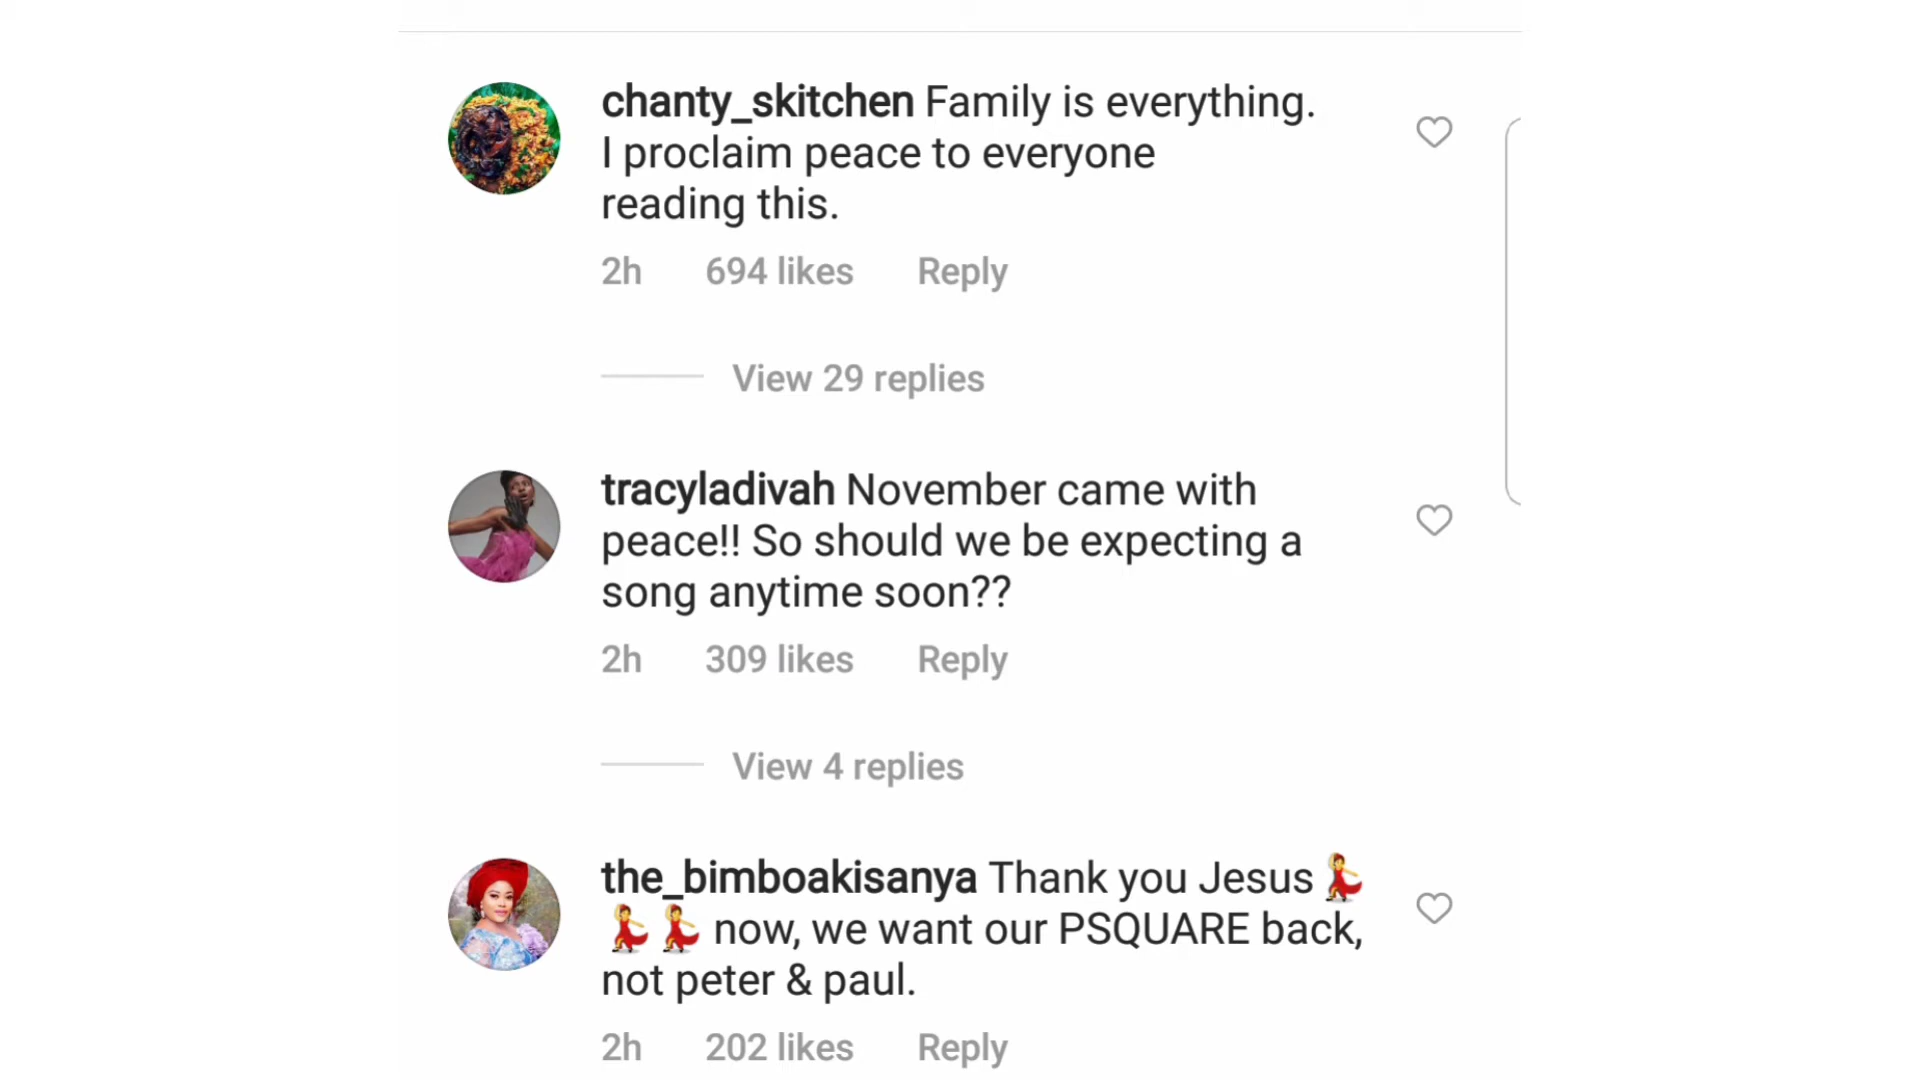 chanty_skitchen Family is everything.
I proclaim peace to everyone
reading this.
2h 694 likes Reply
View 29 replies
tracyladivah November came with
peace!! So should we be expecting a
song anytime soon??
2h 309 likes Reply
View 4 replies
the_bimboakisanya Thank you Jesus💃
💃💃 now, we want our PSQUARE back,
not peter & paul.
2h 202 likes Reply